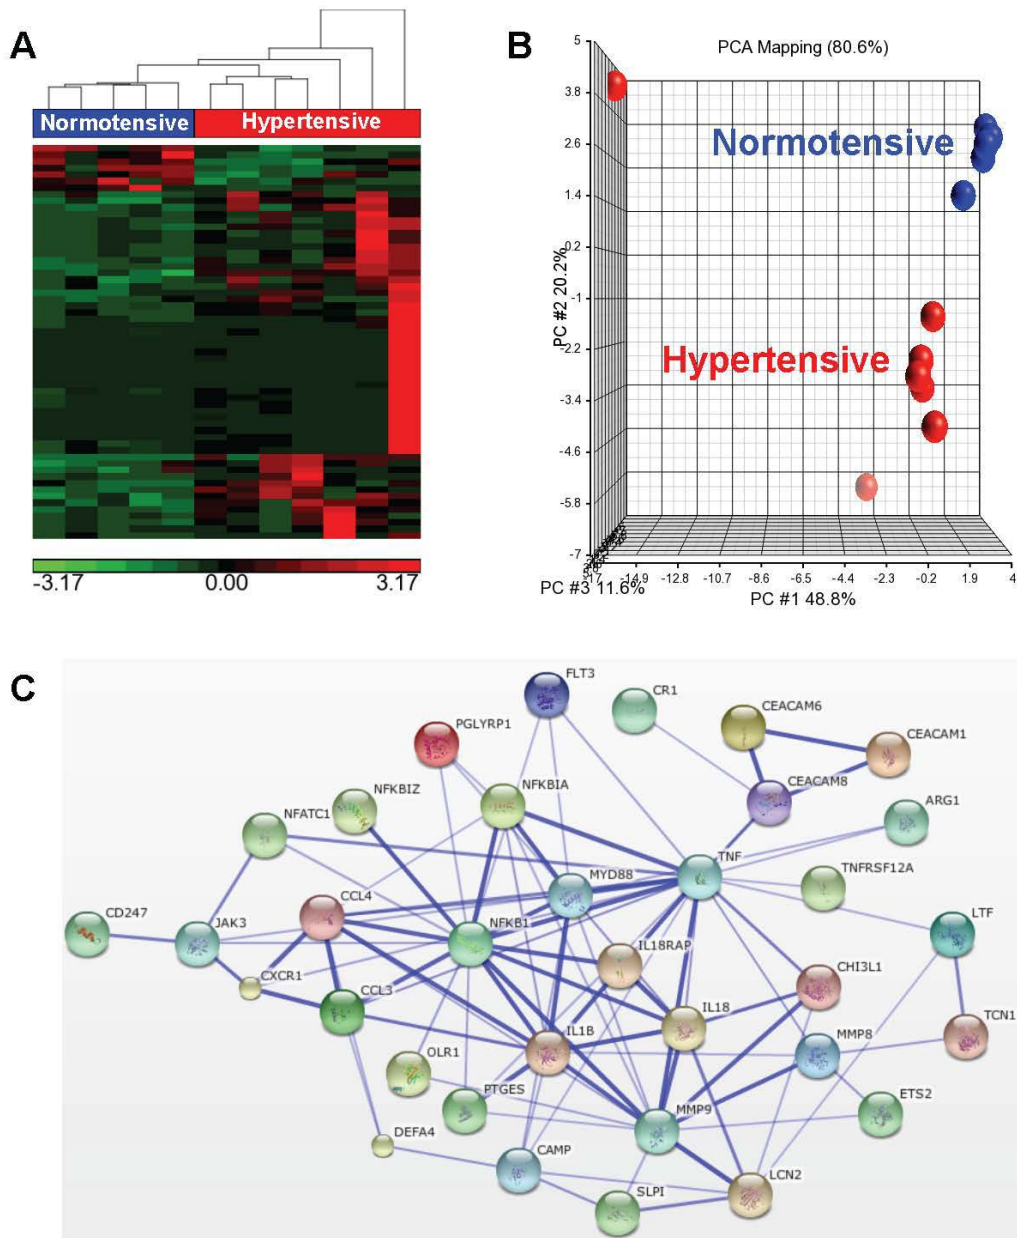 A
Normotensive
Hypertensive
-3.17
0.00
3.17
B
PCA Mapping (80.6%)
5
3.8
2.6
1.4
0.2
-1
-2.2
-3.4
-4.6
-5.8
-7
PC #2 20.2%
Normotensive
Hypertensive
-14.9
-12.8
-10.7
-8.6
-6.5
-4.4
-2.3
-0.2
1.9
4
PC #3 11.6%
PC #1 48.8%
C
FLT3
CR1
CEACAM6
CEACAM1
PGLYRP1
NFKBIA
NFKBIZ
CEACAM8
ARG1
NFATC1
MYD88
TNF
TNFRSF12A
CCL4
CD247
JAK3
NFKB1
IL18RAP
LTF
CXCR1
CCL3
CHI3L1
IL18
TCN1
IL1B
MMP8
OLR1
PTGES
MMP9
ETS2
DEFA4
CAMP
LCN2
SLPI